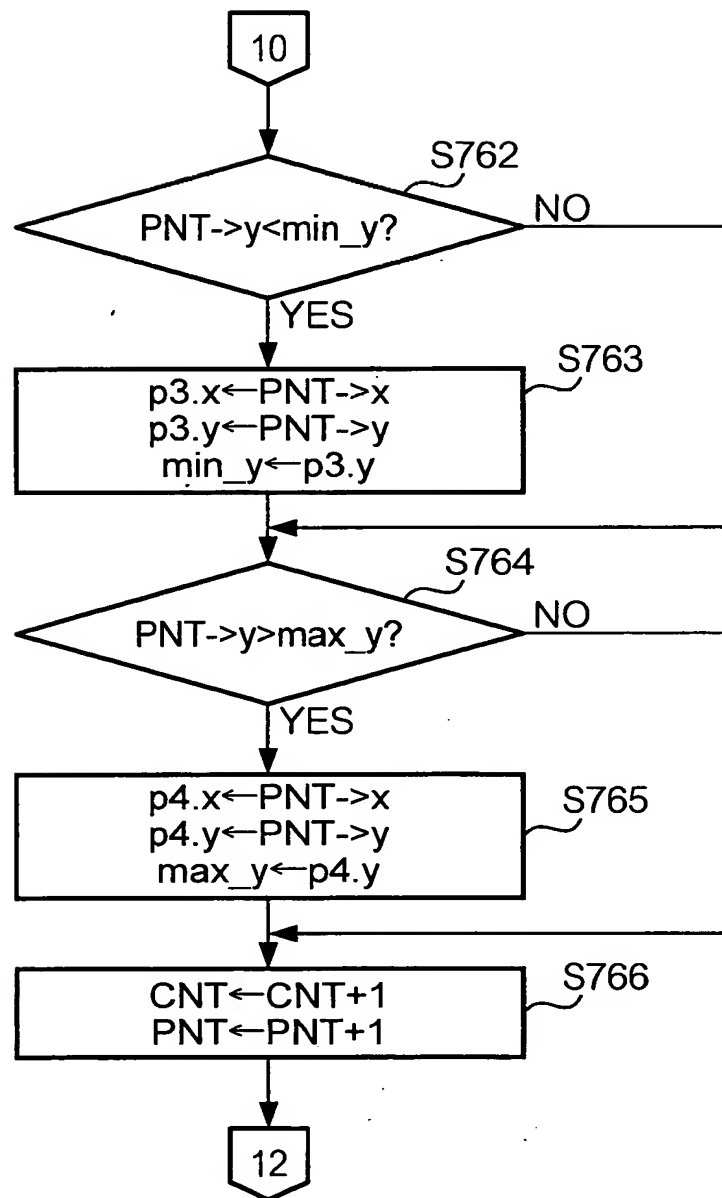 10
S762
PNT->y<min_y?
NO
YES
S763
p3.x←PNT->x
p3.y←PNT->y
min_y←p3.y
S764
PNT->y>max_y?
NO
YES
S765
p4.x←PNT->x
p4.y←PNT->y
max_y←p4.y
S766
CNT←CNT+1
PNT←PNT+1
12